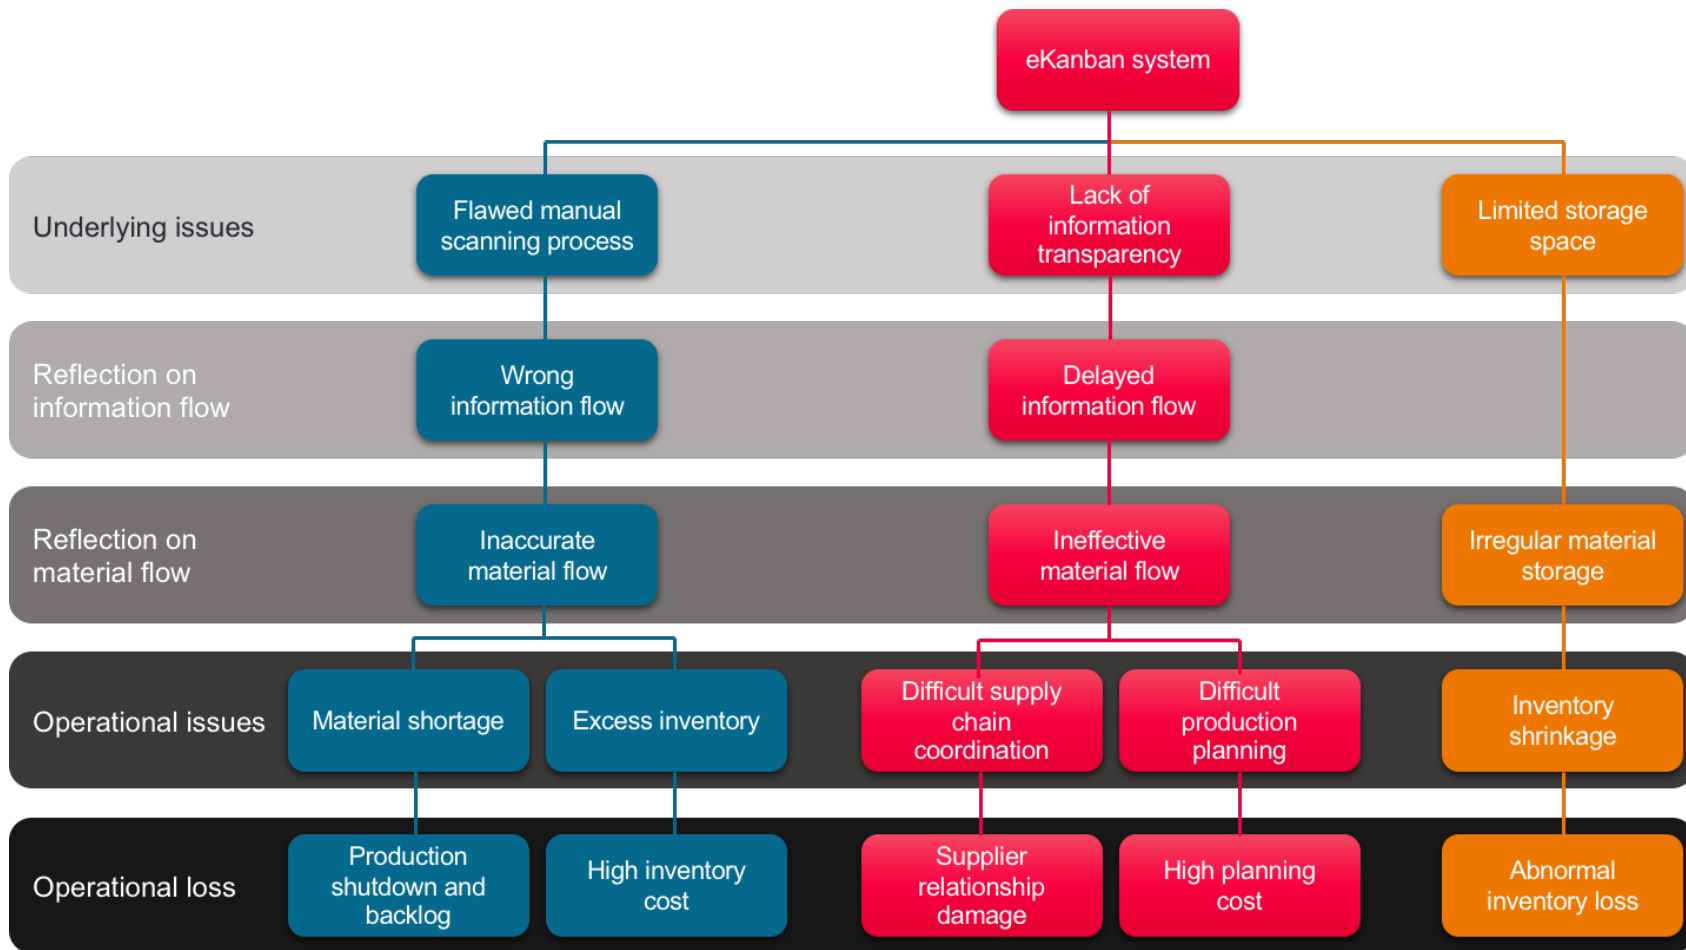 eKanban system
Underlying issues
Flawed manual
scanning process
Lack of
information
transparency
Limited storage
space
Reflection on
information flow
Wrong
information flow
Delayed
information flow
Reflection on
material flow
Inaccurate
material flow
Ineffective
material flow
Irregular material
storage
Operational issues
Material shortage
Excess inventory
Difficult supply
chain
coordination
Difficult
production
planning
Inventory
shrinkage
Operational loss
Production
shutdown and
backlog
High inventory
cost
Supplier
relationship
damage
High planning
cost
Abnormal
inventory loss